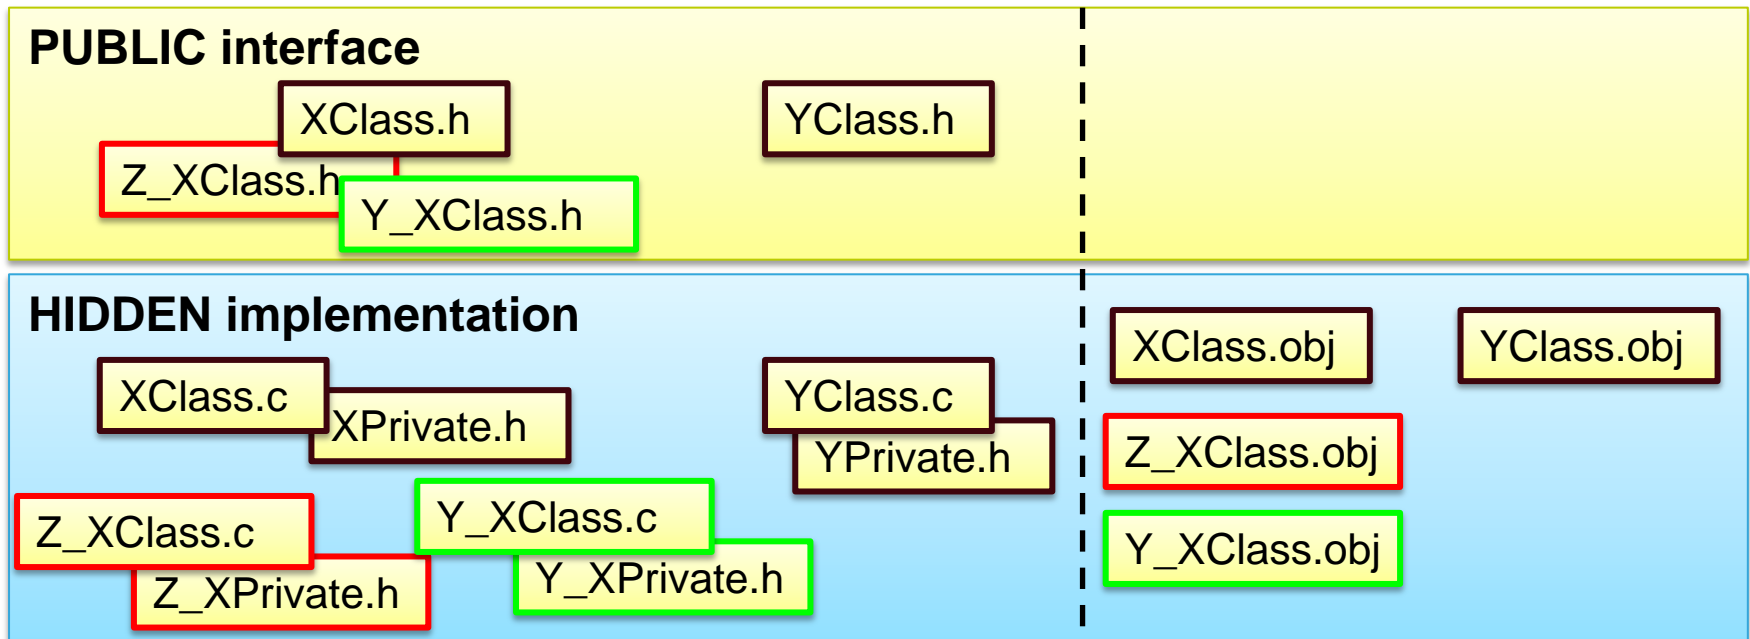 PUBLIC interface
XClass.h
YClass.h
Z_XClass.h
Y_XClass.h
HIDDEN implementation
XClass.obj
YClass.obj
XClass.c
XPrivate.h
YClass.c
YPrivate.h
Z_XClass.obj
Z_XClass.c
Y_XClass.c
Y_XClass.obj
Z_XPrivate.h
Y_XPrivate.h